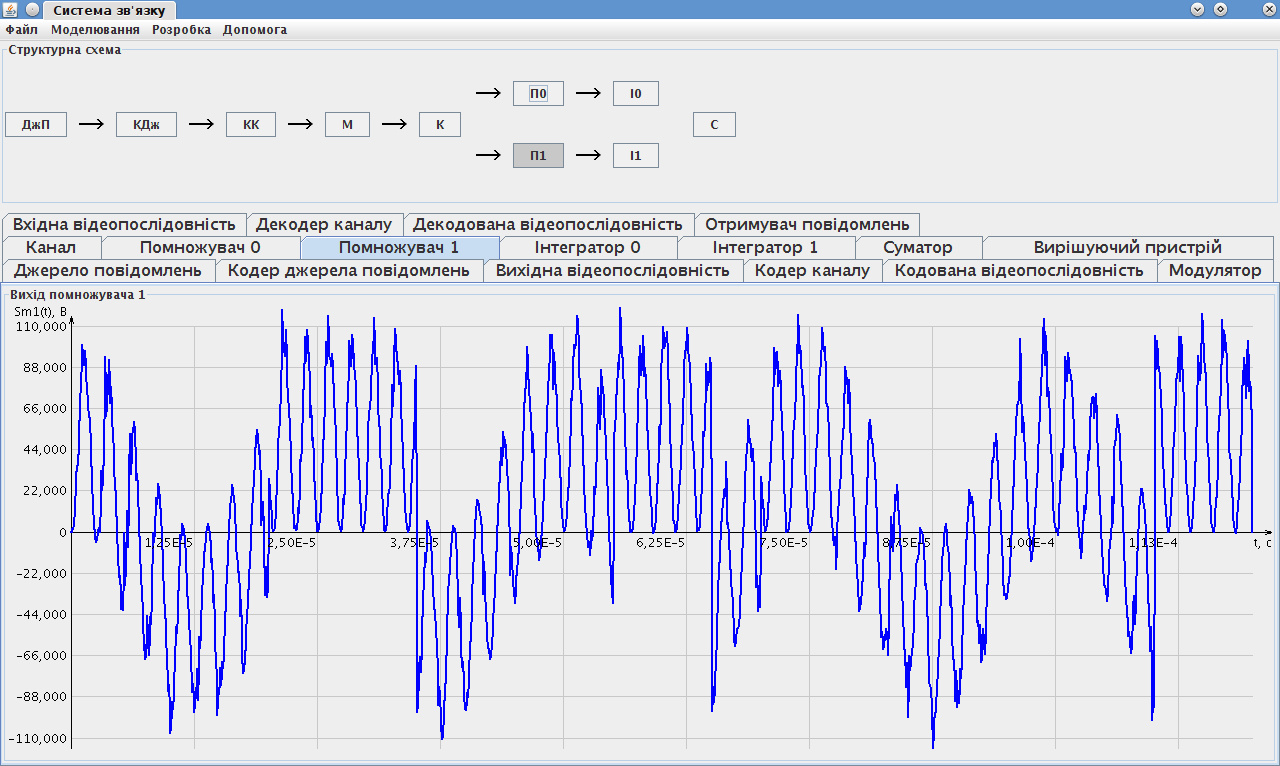 Система зв'язку
Файл Моделювання Розробка Допомога
Структурна схема
П0 І0
ДжП КДж КК М К С
П1 І1
Вхідна відеопослідовність Декодер каналу Декодована відеопослідовність Отримувач повідомлень
Канал Помножувач 0 Помножувач 1 Інтегратор 0 Інтегратор 1 Суматор Вирішуючий пристрій
Джерело повідомлень Кодер джерела повідомлень Вихідна відеопослідовність Кодер каналу Кодована відеопослідовність Модулятор
Вихід помножувача 1
Sm1(t), В
110,000
88,000
66,000
44,000
22,000
0
1,25E-5 2,50E-5 3,75E-5 5,00E-5 6,25E-5 7,50E-5 8,75E-5 1,00E-4 1,13E-4 t, с
-22,000
-44,000
-66,000
-88,000
-110,000